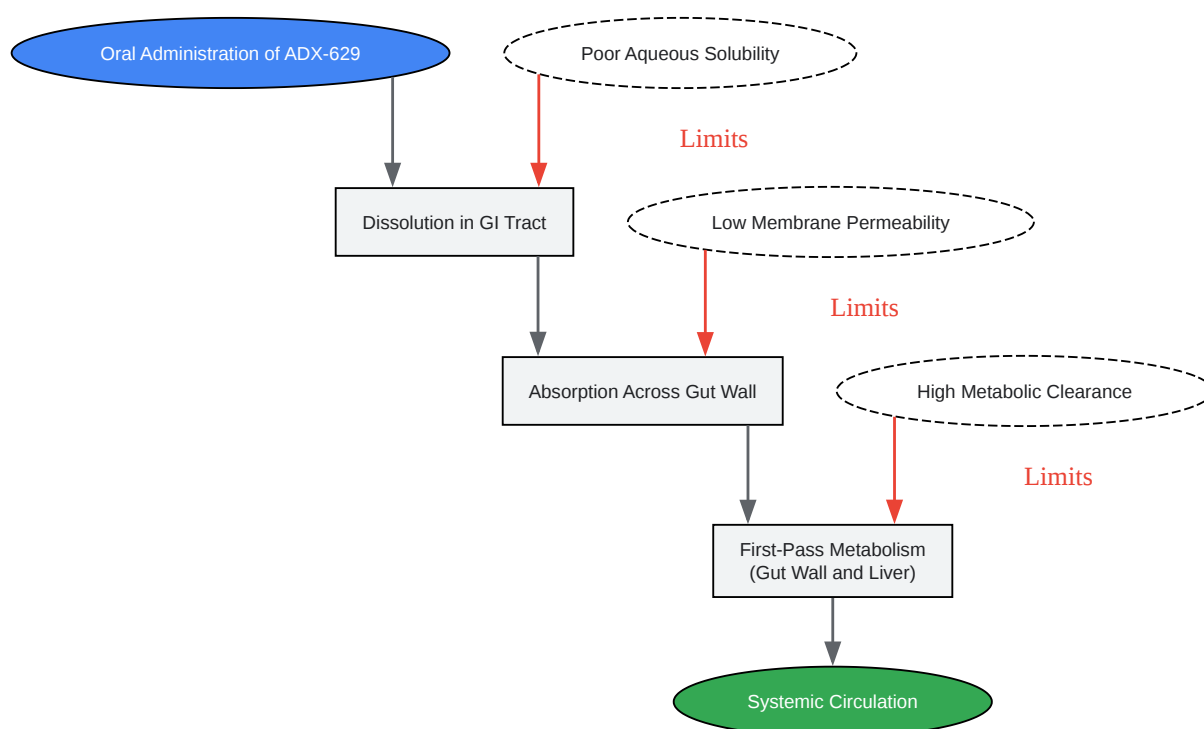 Oral Administration of ADX-629
Poor Aqueous Solubility
Limits
Dissolution in GI Tract
Low Membrane Permeability
Limits
Absorption Across Gut Wall
High Metabolic Clearance
Limits
First-Pass Metabolism
(Gut Wall and Liver)
Systemic Circulation